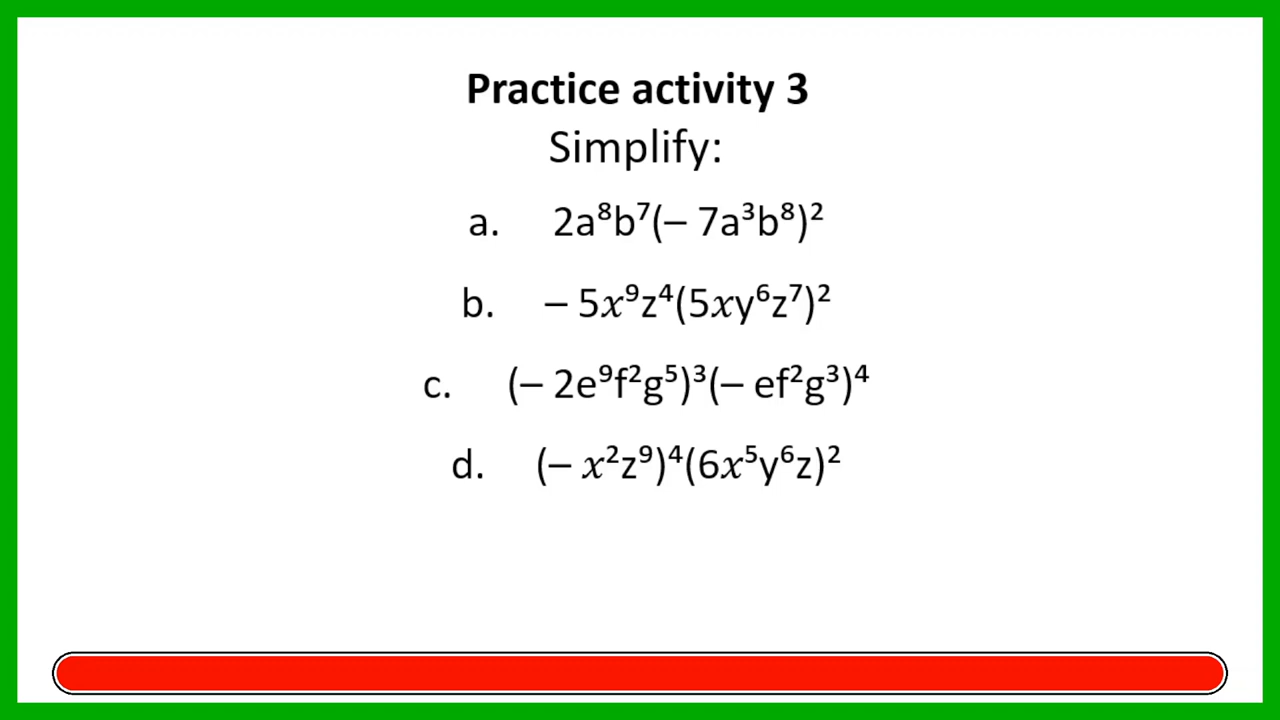 Practice activity 3
Simplify:
a. 2a⁸b⁷(– 7a³b⁸)²
b. – 5x⁹z⁴(5xy⁶z⁷)²
c. (– 2e⁹f²g⁵)³(– ef²g³)⁴
d. (– x²z⁹)⁴(6x⁵y⁶z)²